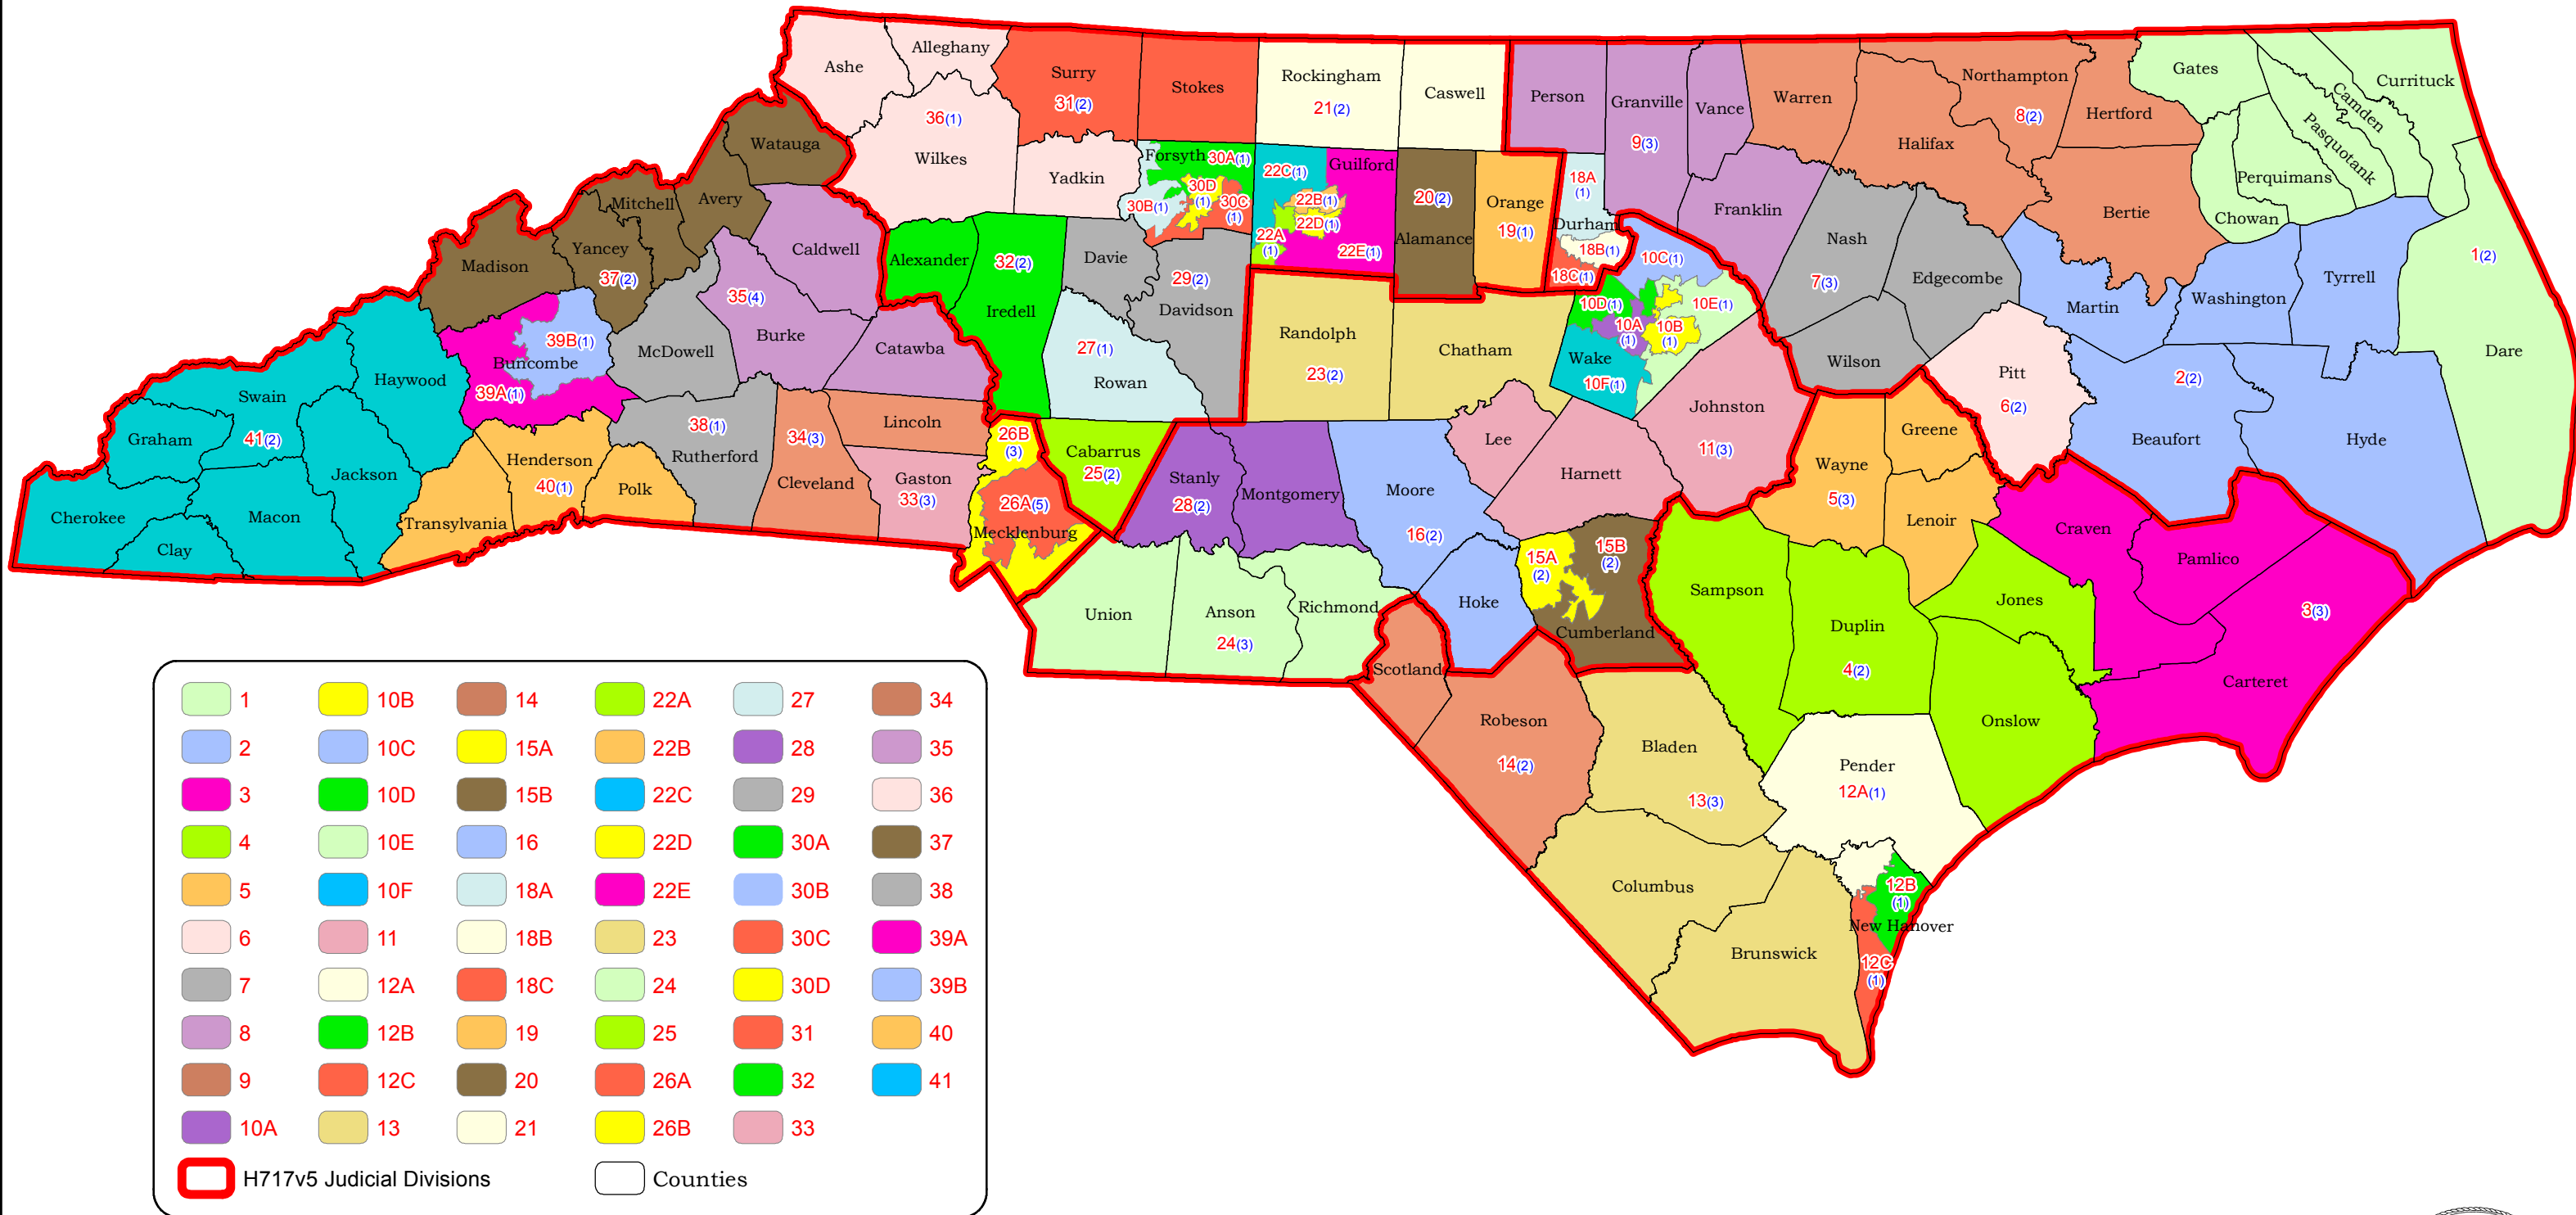 Ashe
Alleghany
Surry
31(2)
Stokes
Rockingham
21(2)
Caswell
Person
Granville
9(3)
Vance
Warren
Northampton
8(2)
Halifax
Hertford
Gates
Camden
Currituck
Pasquotank
Perquimans
Chowan
Bertie
Watauga
36(1)
Wilkes
Yadkin
Forsyth
30A(1)
30D
(1)
30C
(1)
30B(1)
22C(1)
Guilford
22B(1)
22D(1)
22A
(1)
22E(1)
20(2)
Alamance
Orange
19(1)
18A
(1)
Durham
18B(1)
18C(1)
10C(1)
Franklin
Nash
7(3)
Edgecombe
Wilson
Martin
Washington
Tyrrell
1(2)
Dare
Mitchell
Avery
Yancey
37(2)
Madison
Caldwell
35(4)
Burke
Alexander
32(2)
Iredell
Davie
29(2)
Davidson
27(1)
Rowan
Randolph
23(2)
Chatham
10D(1)
10A
(1)
10B
(1)
10E(1)
Wake
10F(1)
Johnston
11(3)
Pitt
6(2)
2(2)
Beaufort
Hyde
39B(1)
Buncombe
39A(1)
McDowell
Catawba
Haywood
Swain
41(2)
Graham
Jackson
Cherokee
Clay
Macon
Transylvania
Henderson
40(1)
Polk
38(1)
Rutherford
34(3)
Cleveland
Lincoln
Gaston
33(3)
26B
(3)
26A(5)
Mecklenburg
Cabarrus
25(2)
Stanly
28(2)
Montgomery
Moore
16(2)
Lee
Harnett
Wayne
5(3)
Greene
Lenoir
Craven
Pamlico
3(3)
Carteret
Jones
Union
Anson
24(3)
Richmond
Hoke
15A
(2)
15B
(2)
Cumberland
Sampson
Duplin
4(2)
Onslow
Scotland
Robeson
14(2)
Bladen
13(3)
Pender
12A(1)
12B
(1)
New Hanover
12C
(1)
Columbus
Brunswick
1 10B 14 22A 27 34
2 10C 15A 22B 28 35
3 10D 15B 22C 29 36
4 10E 16 22D 30A 37
5 10F 18A 22E 30B 38
6 11 18B 23 30C 39A
7 12A 18C 24 30D 39B
8 12B 19 25 31 40
9 12C 20 26A 32 41
10A 13 21 26B 33
H717v5 Judicial Divisions Counties